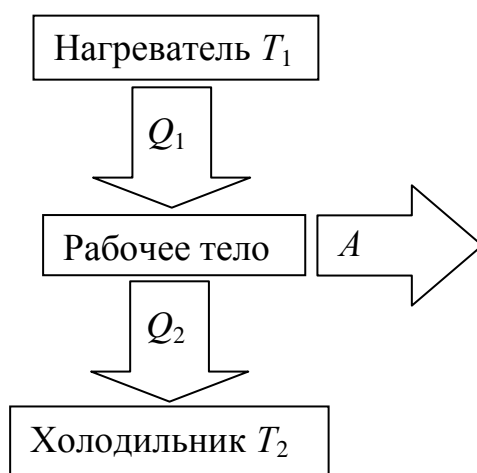 Нагреватель T1
Q1
Рабочее тело
A
Q2
Холодильник T2